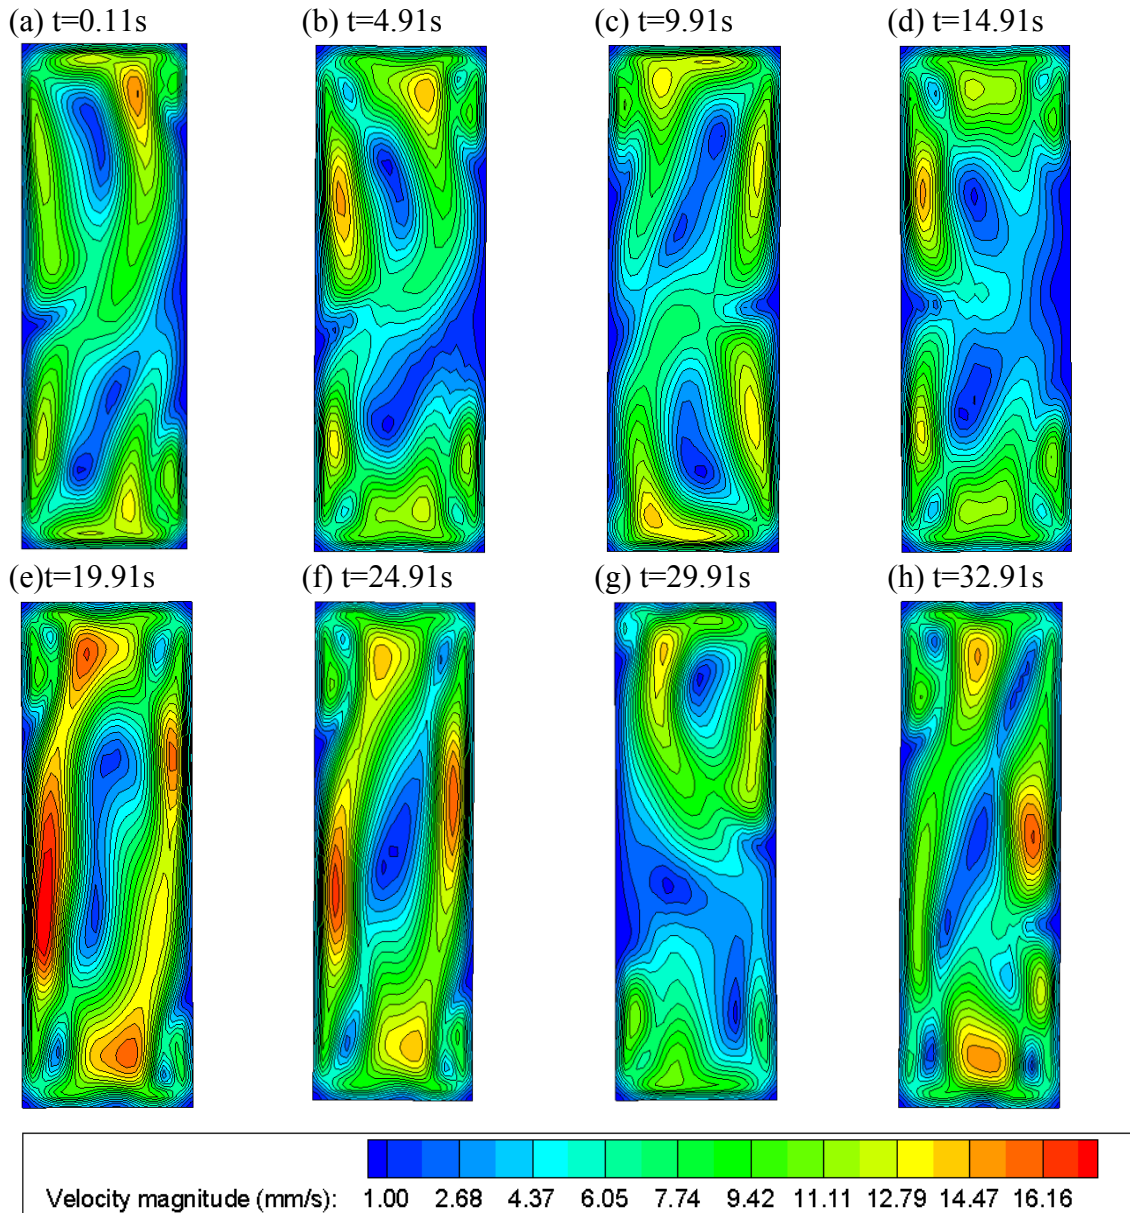 (a) t=0.11s
(b) t=4.91s
(c) t=9.91s
(d) t=14.91s
(e)t=19.91s
(f) t=24.91s
(g) t=29.91s
(h) t=32.91s
Velocity magnitude (mm/s): 1.00 2.68 4.37 6.05 7.74 9.42 11.11 12.79 14.47 16.16